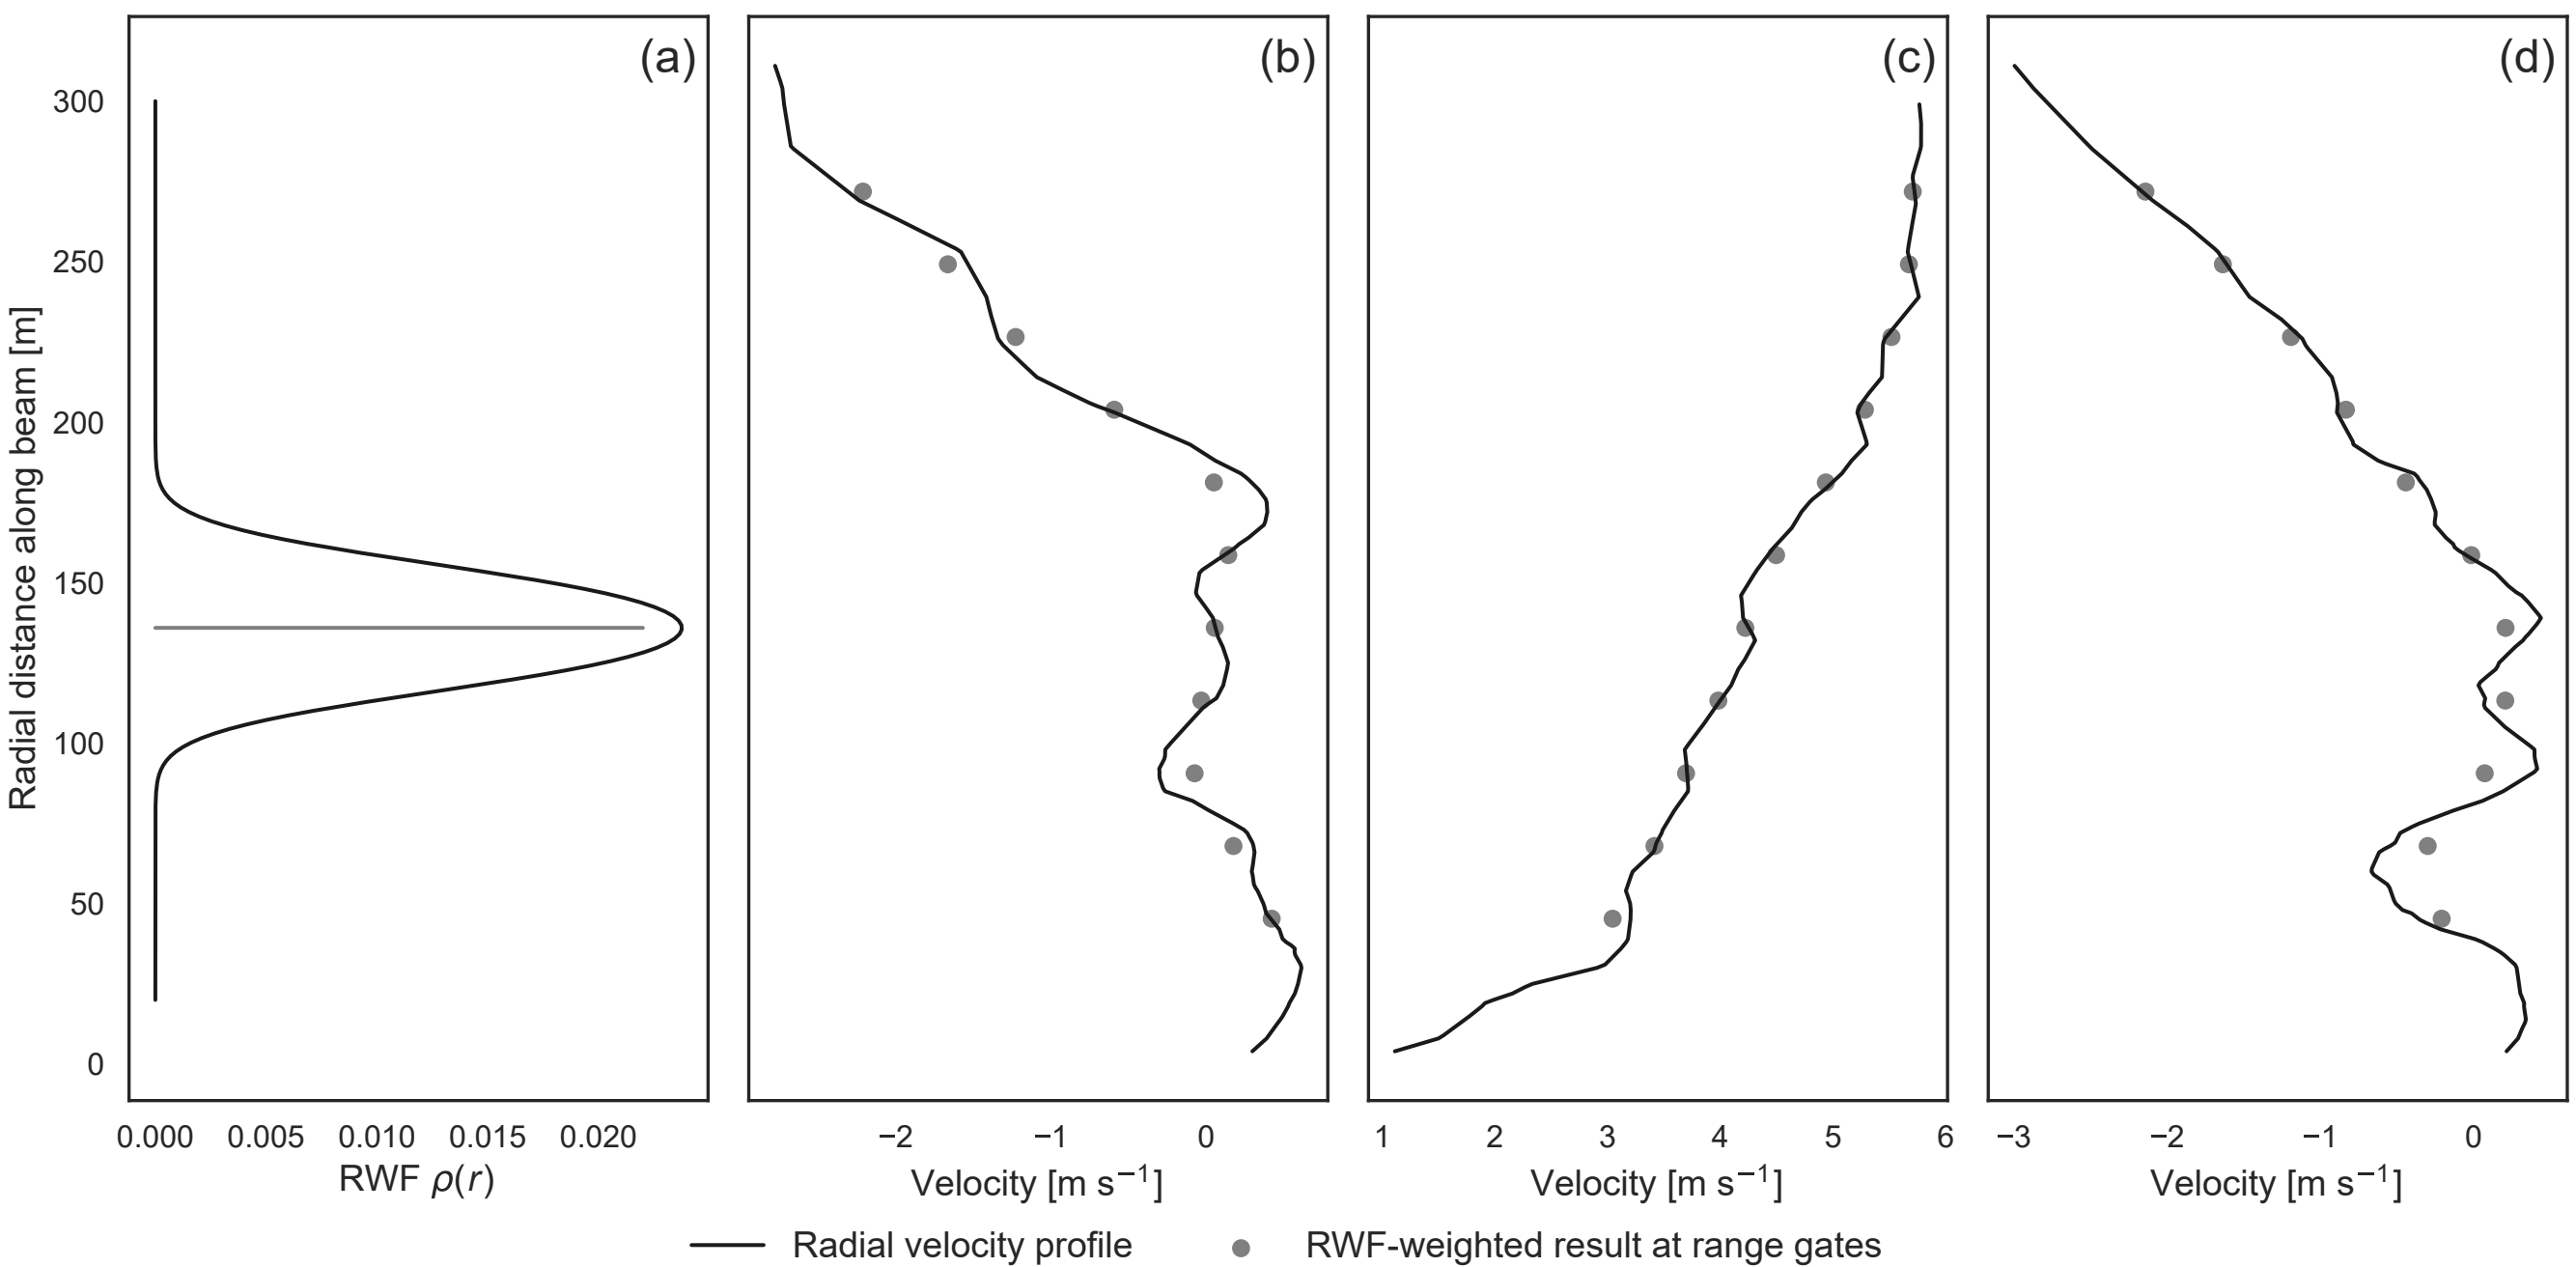 (a) (b) (c) (d)
Radial distance along beam [m]
300
250
200
150
100
50
0
0.000 0.005 0.010 0.015 0.020
RWF ρ(r)
−2 −1 0
Velocity [m s⁻¹]
1 2 3 4 5 6
Velocity [m s⁻¹]
−3 −2 −1 0
Velocity [m s⁻¹]
Radial velocity profile RWF-weighted result at range gates